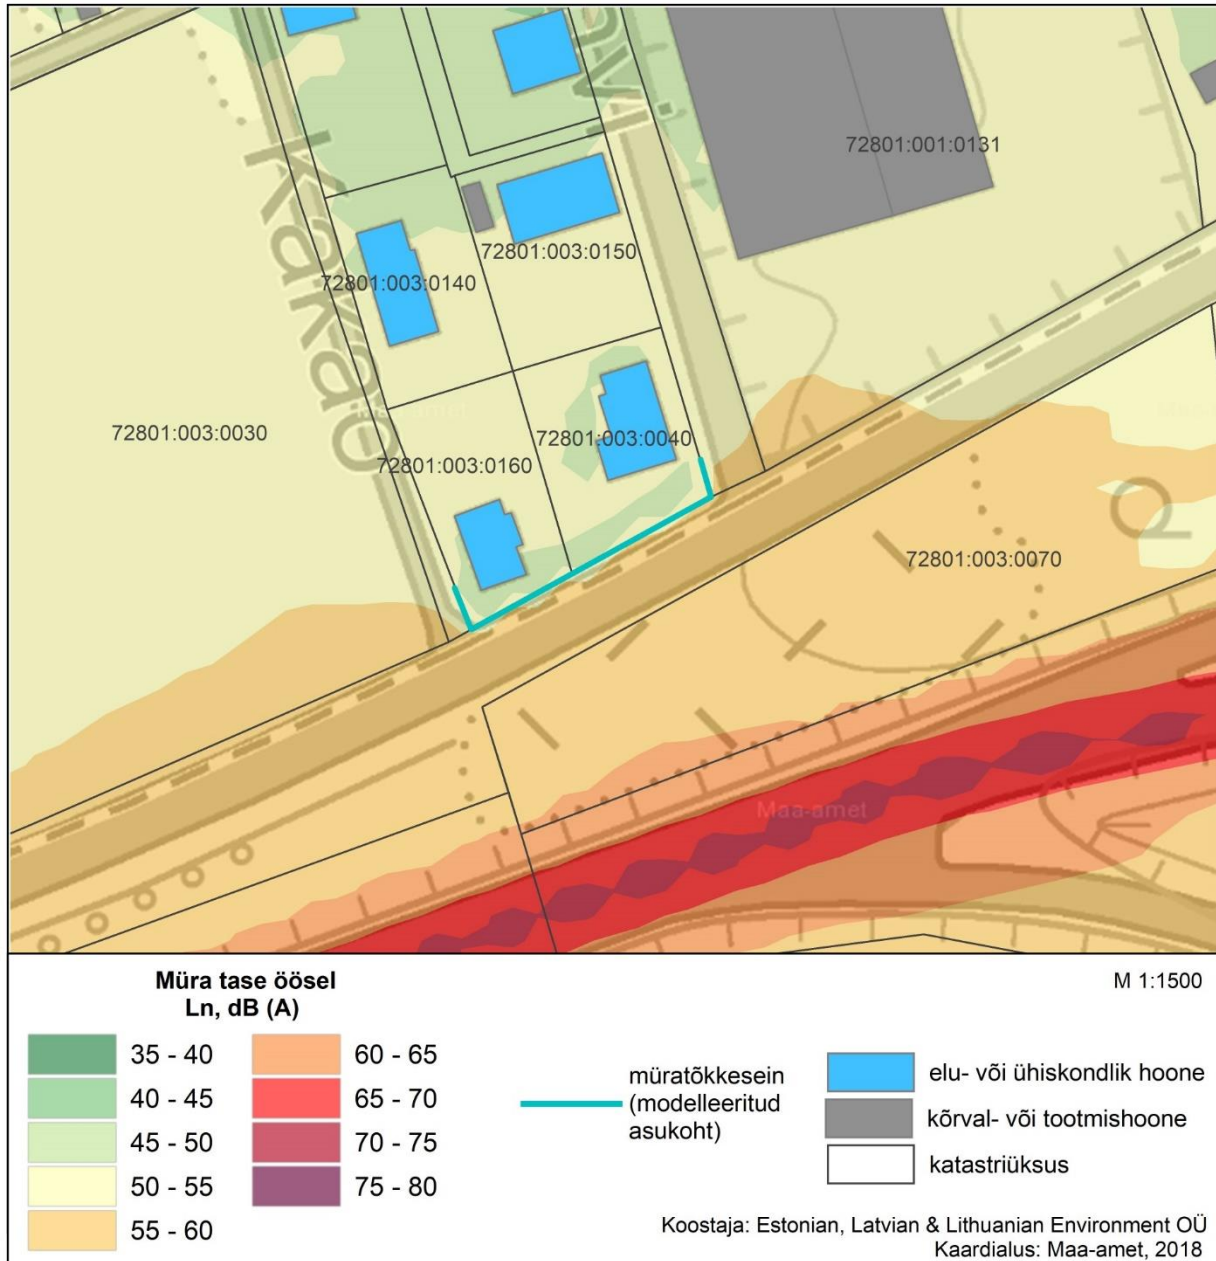 av.
72801:001:0131
Kakao
72801:003:0150
72801:003:0140
Maa-amet
72801:003:0030
72801:003:0040
72801:003:0160
72801:003:0070
Maa-amet
Müra tase öösel
Ln, dB (A)
35 - 40
40 - 45
45 - 50
50 - 55
55 - 60
60 - 65
65 - 70
70 - 75
75 - 80
müratõkkesein
(modelleeritud
asukoht)
M 1:1500
elu- või ühiskondlik hoone
kõrval- või tootmishoone
katastriüksus
Koostaja: Estonian, Latvian & Lithuanian Environment OÜ
Kaardialus: Maa-amet, 2018